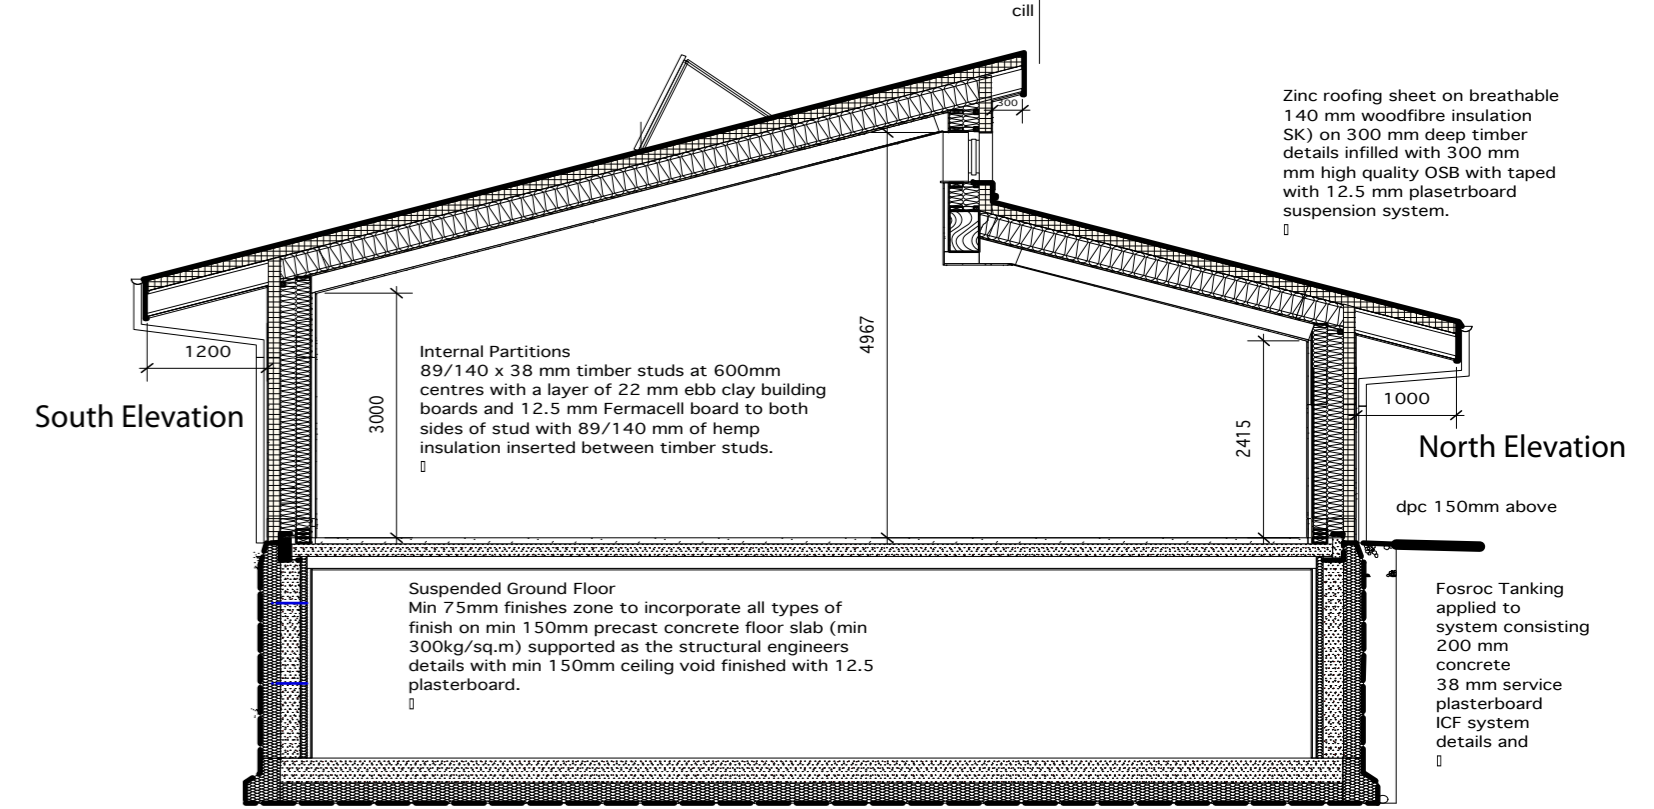 cill
300
Zinc roofing sheet on breathable
140 mm woodfibre insulation
SK) on 300 mm deep timber
details infilled with 300 mm
mm high quality OSB with taped
with 12.5 mm plasetrboard
suspension system.
1200
South Elevation
Internal Partitions
89/140 x 38 mm timber studs at 600mm
centres with a layer of 22 mm ebb clay building
boards and 12.5 mm Fermacell board to both
sides of stud with 89/140 mm of hemp
insulation inserted between timber studs.
3000
4967
2415
1000
North Elevation
dpc 150mm above
Suspended Ground Floor
Min 75mm finishes zone to incorporate all types of
finish on min 150mm precast concrete floor slab (min
300kg/sq.m) supported as the structural engineers
details with min 150mm ceiling void finished with 12.5
plasterboard.
Fosroc Tanking
applied to
system consisting
200 mm
concrete
38 mm service
plasterboard
ICF system
details and